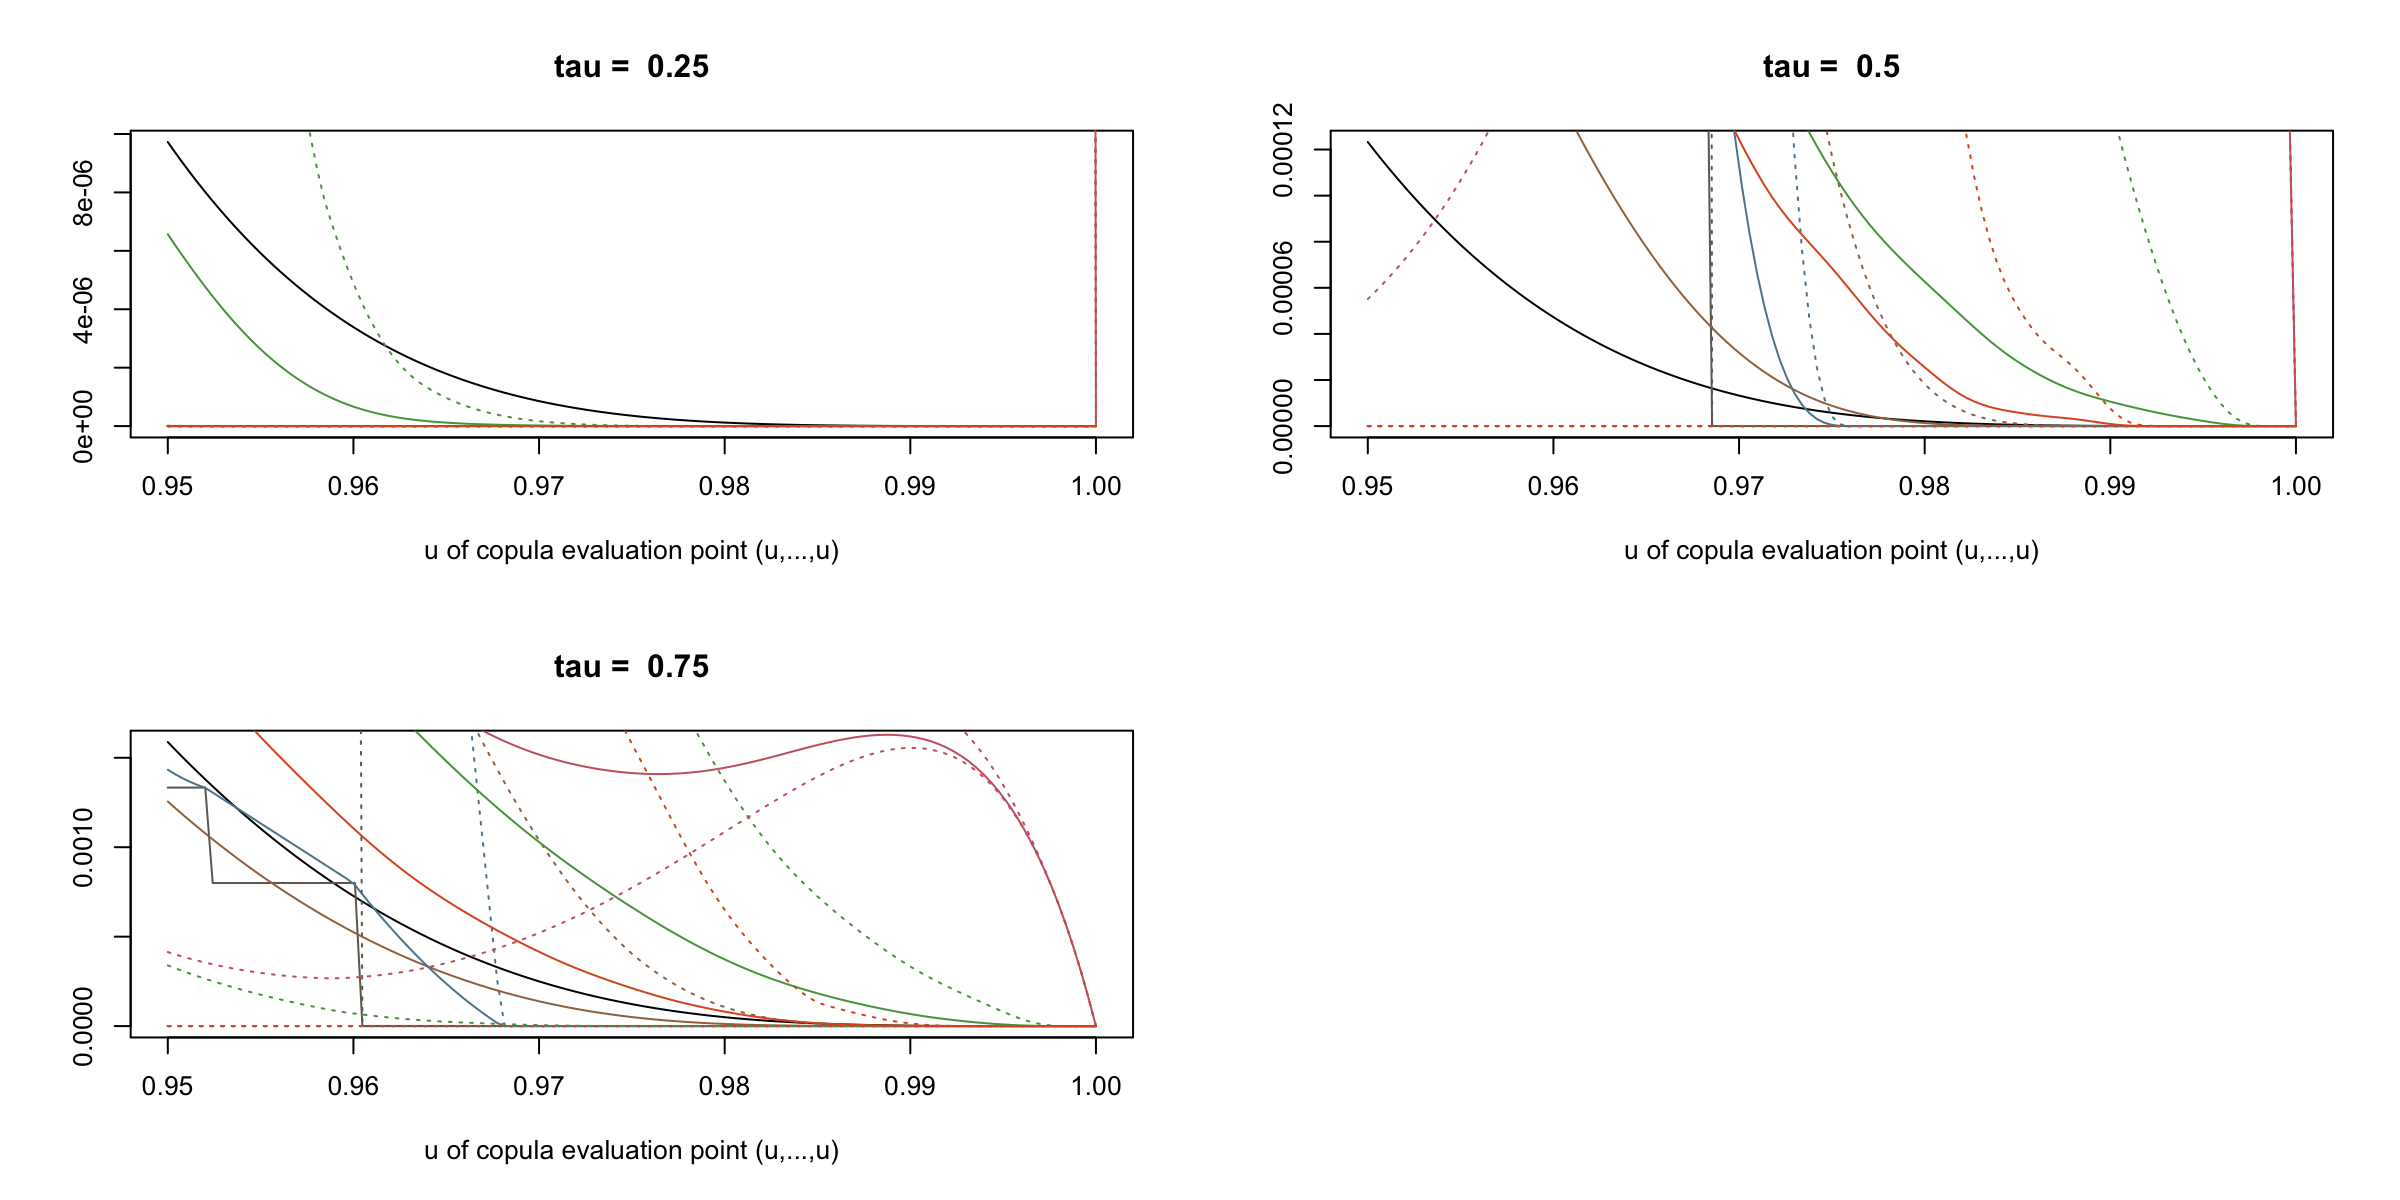 tau = 0.25
8e-06
4e-06
0e+00
0.95 0.96 0.97 0.98 0.99 1.00
u of copula evaluation point (u,...,u)
tau = 0.5
0.00012
0.00006
0.00000
0.95 0.96 0.97 0.98 0.99 1.00
u of copula evaluation point (u,...,u)
tau = 0.75
0.0010
0.0000
0.95 0.96 0.97 0.98 0.99 1.00
u of copula evaluation point (u,...,u)